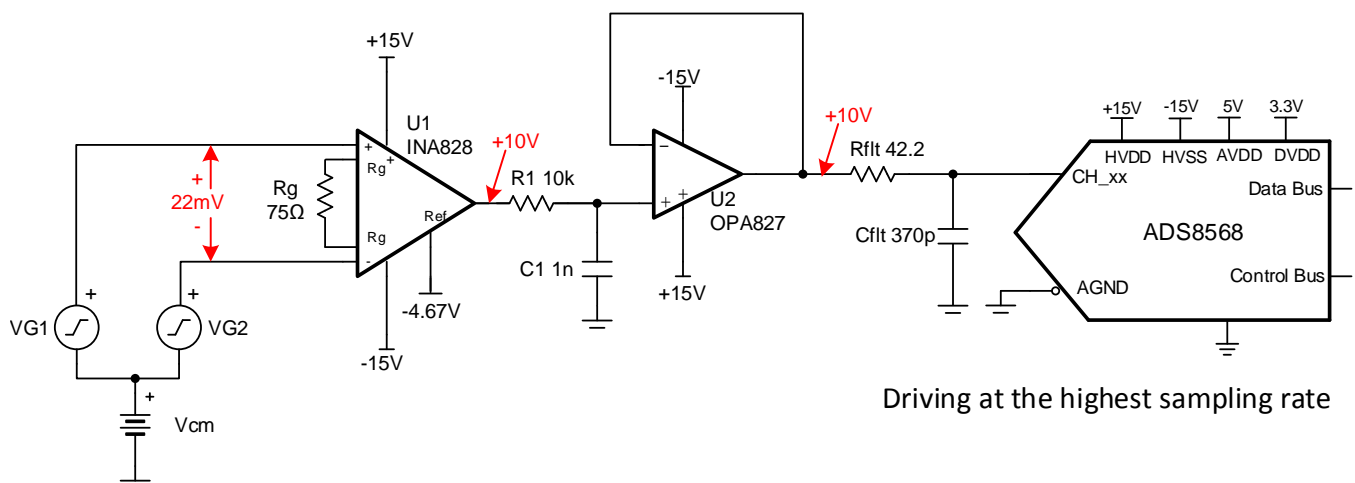 +15V
U1
INA828
+
+
Rg
Rg
75Ω
+
22mV
-
Rg
-
Ref
-4.67V
-15V
+
VG1
+
VG2
+
Vcm
+10V
R1 10k
C1 1n
-15V
−
+
+
U2
OPA827
+15V
+10V
Rflt 42.2
Cflt 370p
+15V
-15V
5V
3.3V
HVDD
HVSS
AVDD
DVDD
CH_xx
Data Bus
ADS8568
Control Bus
AGND
Driving at the highest sampling rate